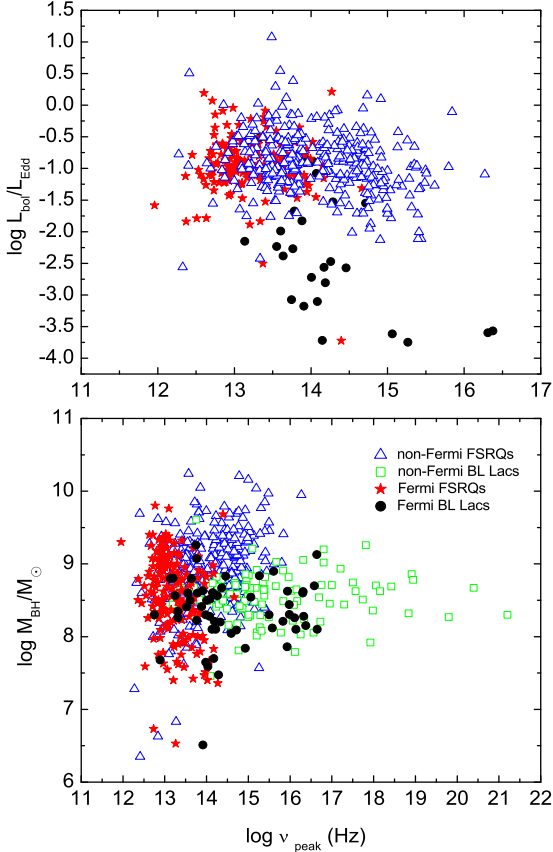 1.5
1.0
0.5
0.0
-0.5
-1.0
-1.5
-2.0
-2.5
-3.0
-3.5
-4.0
log L_bol/L_Edd
11 12 13 14 15 16 17
11
10
9
8
7
6
log M_BH/M_☉
non-Fermi FSRQs
non-Fermi BL Lacs
Fermi FSRQs
Fermi BL Lacs
11 12 13 14 15 16 17 18 19 20 21 22
log ν_peak (Hz)